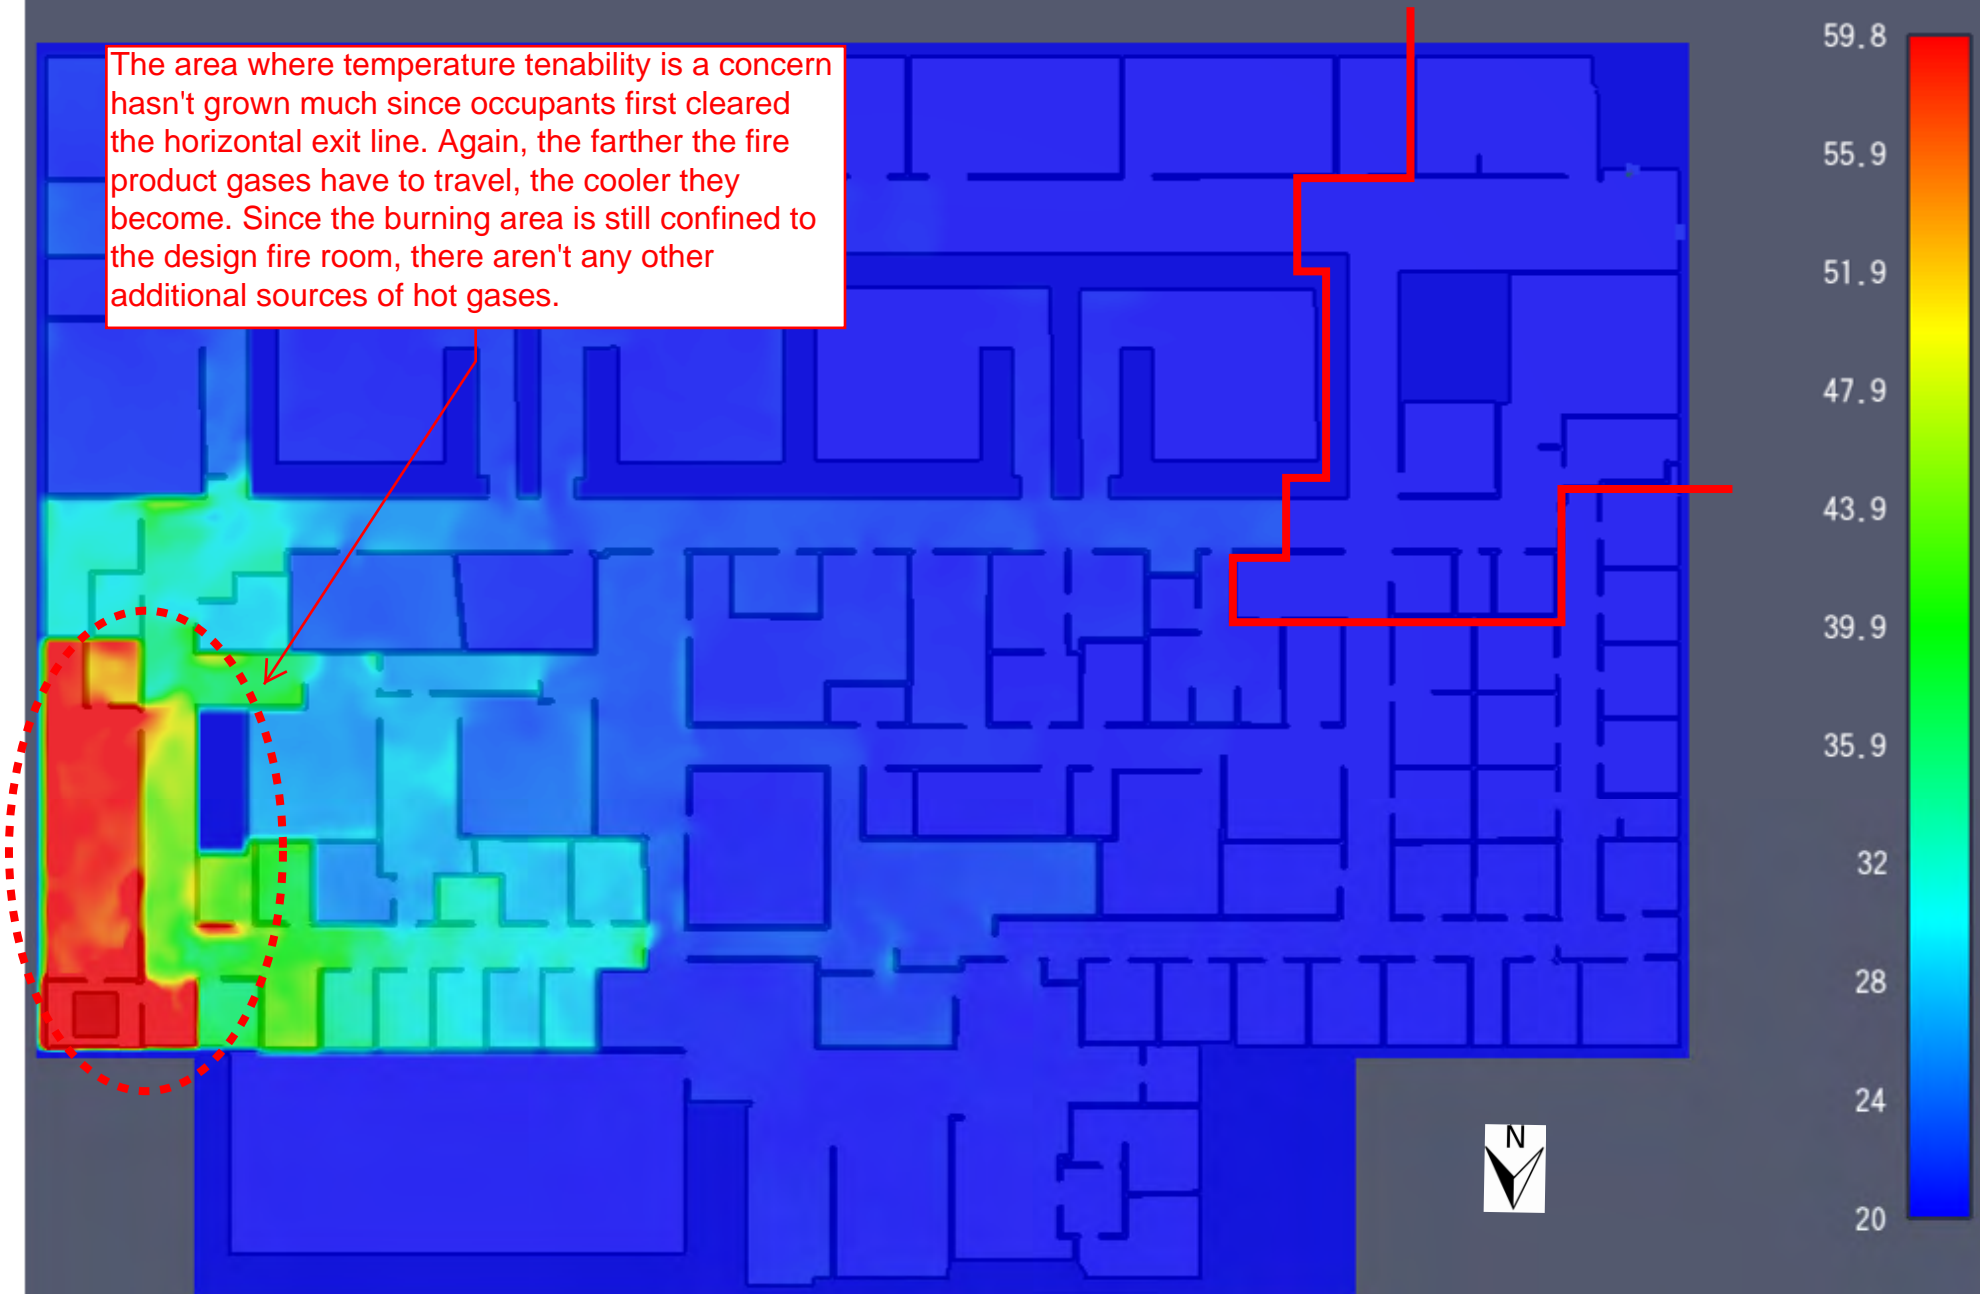 The area where temperature tenability is a concern
hasn't grown much since occupants first cleared
the horizontal exit line. Again, the farther the fire
product gases have to travel, the cooler they
become. Since the burning area is still confined to
the design fire room, there aren't any other
additional sources of hot gases.
59.8
55.9
51.9
47.9
43.9
39.9
35.9
32
28
24
20
N